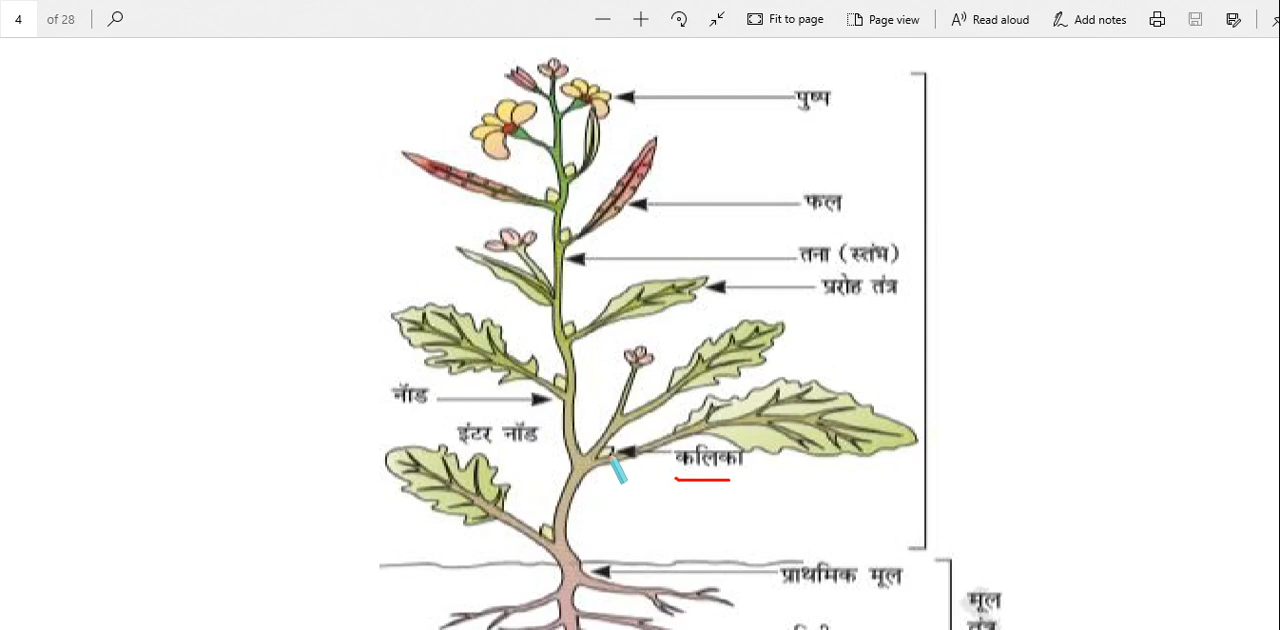 4 of 28 Fit to page Page view Read aloud Add notes
पुष्प
फल
तना (स्तंभ)
प्ररोह तंत्र
नॉड
इंटर नॉड
कलिका
प्राथमिक मूल
मूल
तंत्र